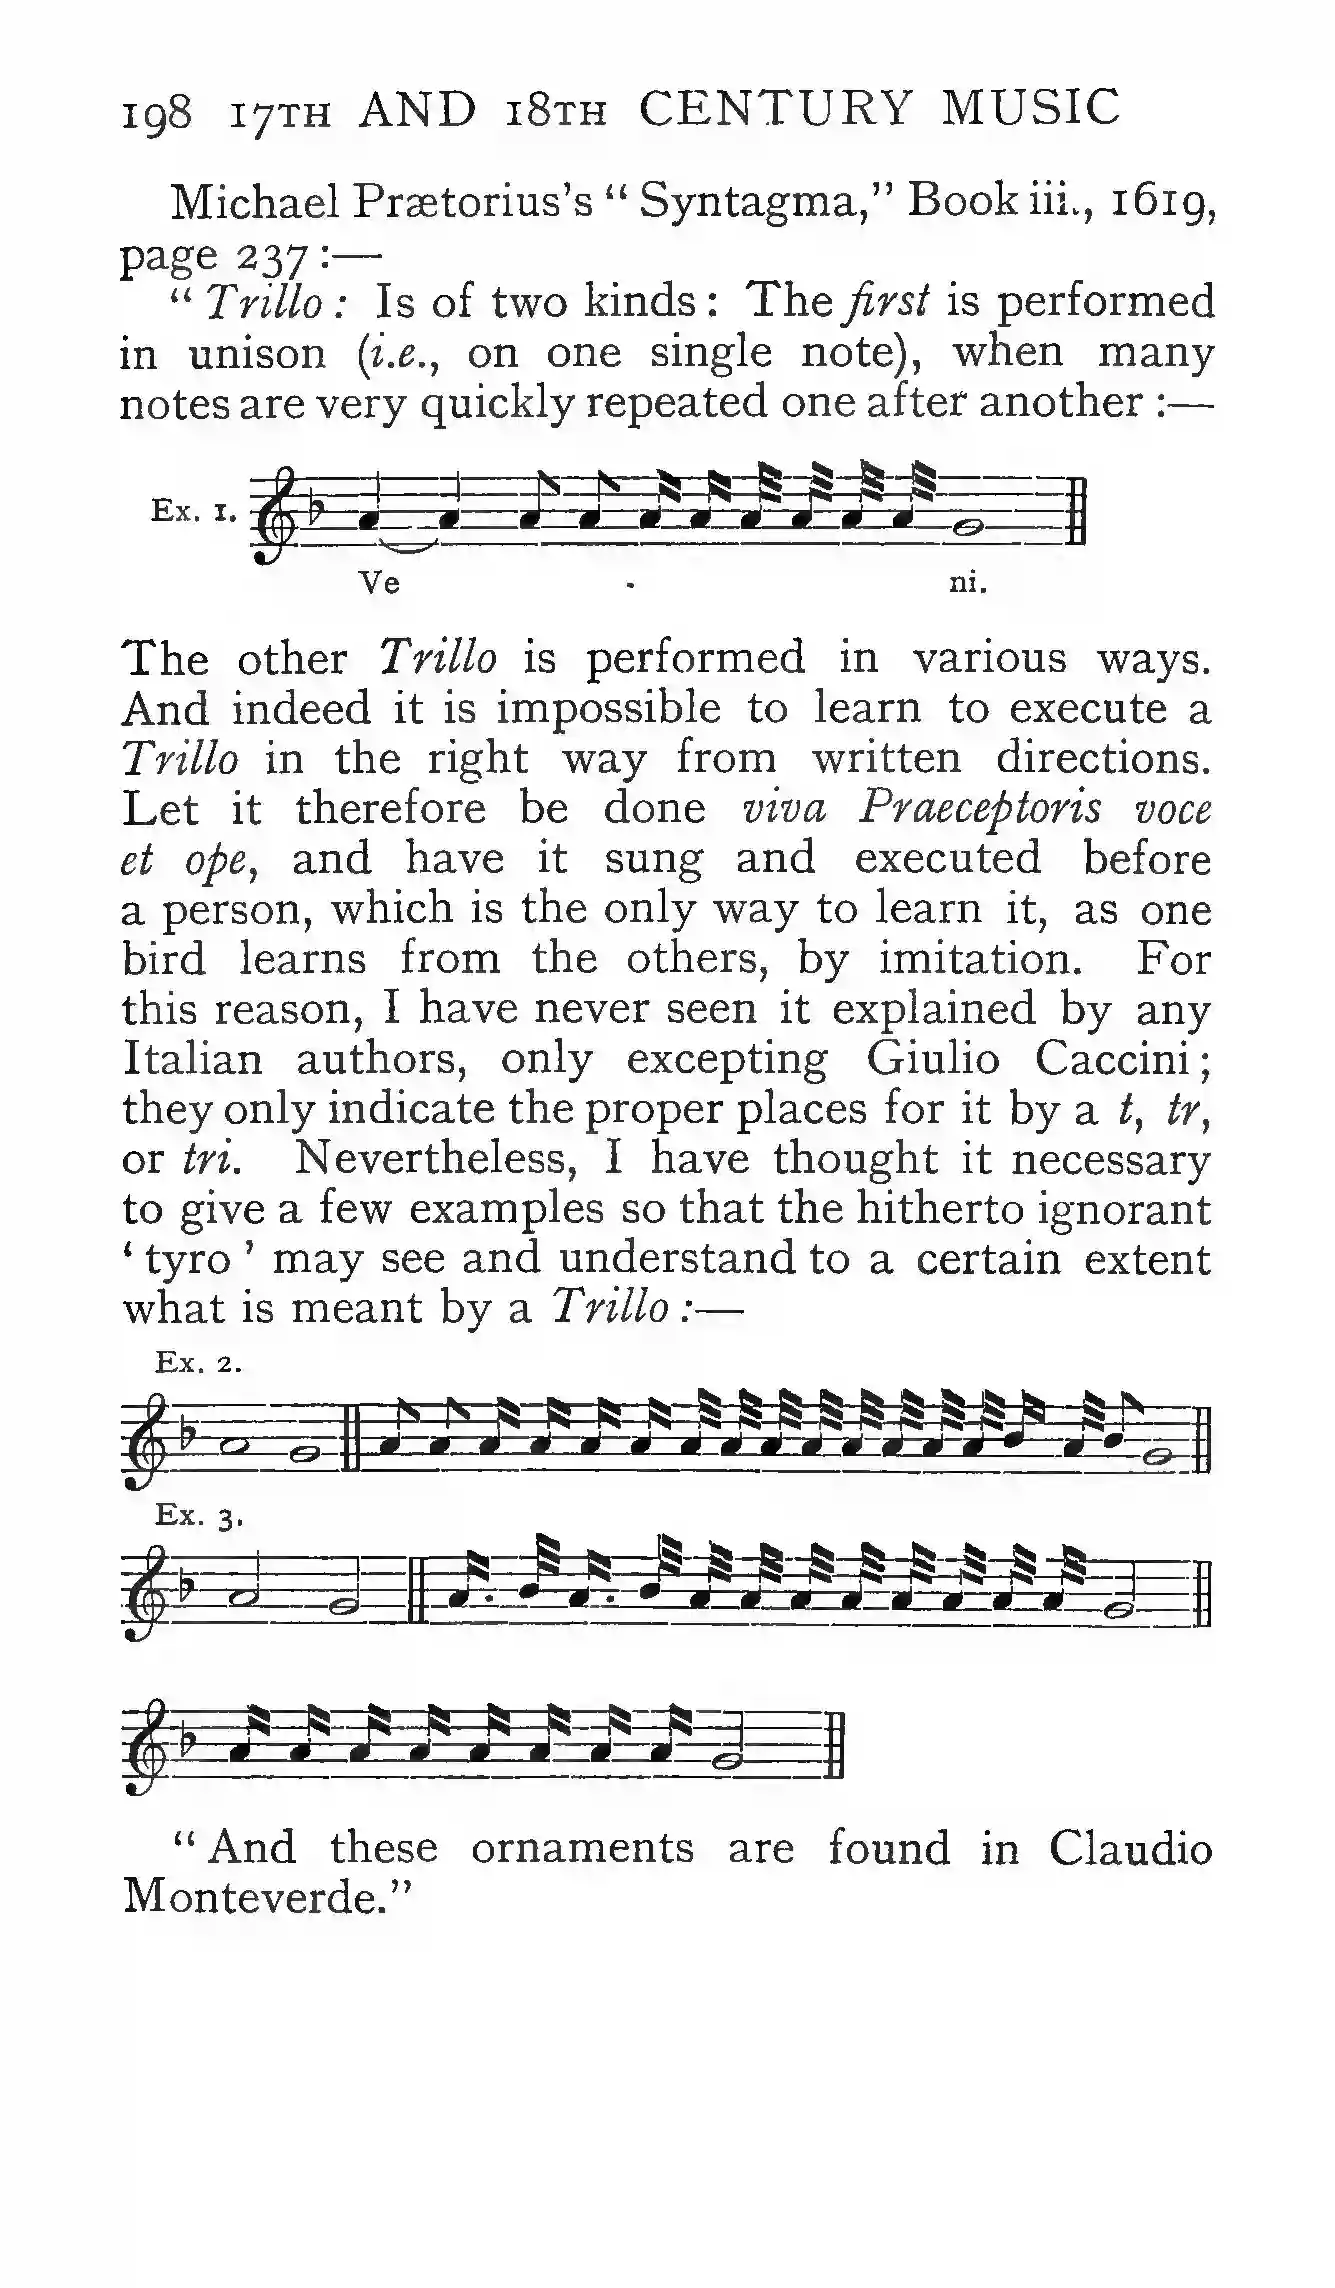 198 17TH AND 18TH CENTURY MUSIC
Michael Prætorius's “ Syntagma,” Book iii., 1619,
page 237 :—
“ Trillo : Is of two kinds : The first is performed
in unison (i.e., on one single note), when many
notes are very quickly repeated one after another :—
Ex. 1.
Ve - ni.
The other Trillo is performed in various ways.
And indeed it is impossible to learn to execute a
Trillo in the right way from written directions.
Let it therefore be done viva Praeceptoris voce
et ope, and have it sung and executed before
a person, which is the only way to learn it, as one
bird learns from the others, by imitation. For
this reason, I have never seen it explained by any
Italian authors, only excepting Giulio Caccini ;
they only indicate the proper places for it by a t, tr,
or tri. Nevertheless, I have thought it necessary
to give a few examples so that the hitherto ignorant
‘ tyro ’ may see and understand to a certain extent
what is meant by a Trillo :—
Ex. 2.
Ex. 3.
“ And these ornaments are found in Claudio
Monteverde.”